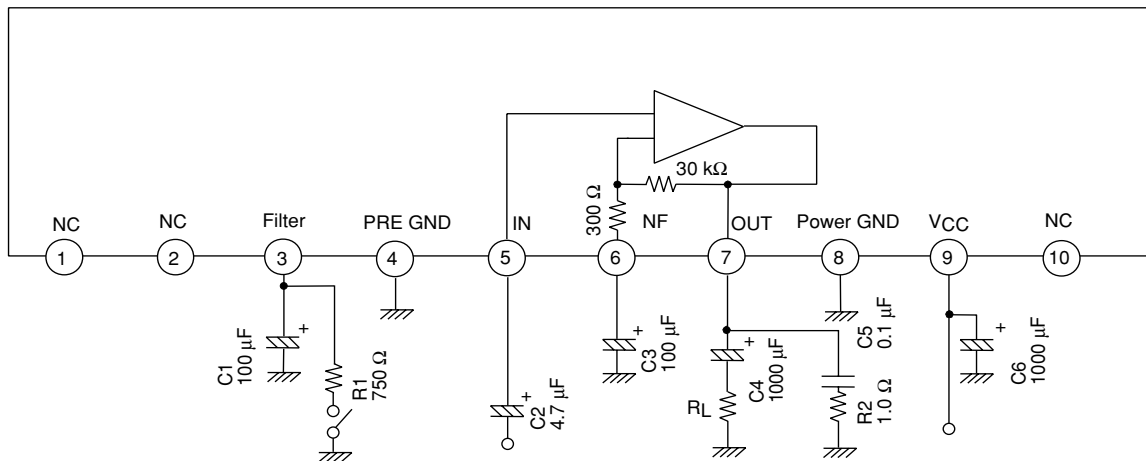 30 kΩ
300 Ω
NC
NC
Filter
PRE GND
IN
NF
OUT
Power GND
VCC
NC
1
2
3
4
5
6
7
8
9
10
+
C1
100 µF
R1
750 Ω
+
C2
4.7 µF
+
C3
100 µF
+
C4
1000 µF
RL
C5
0.1 µF
R2
1.0 Ω
+
C6
1000 µF